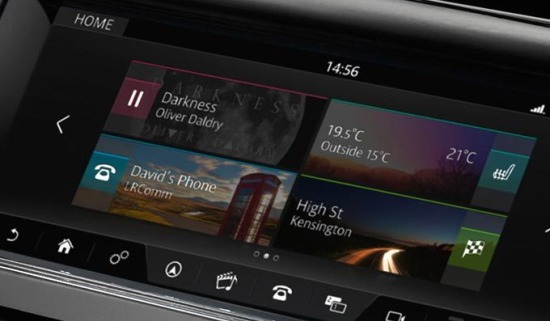 HOME
14:56
DARKNESS
Darkness
Oliver Daldry
OLIVER DALDRY
19.5°C
21°C
Outside 15°C
David's Phone
LRComm
High St
Kensington